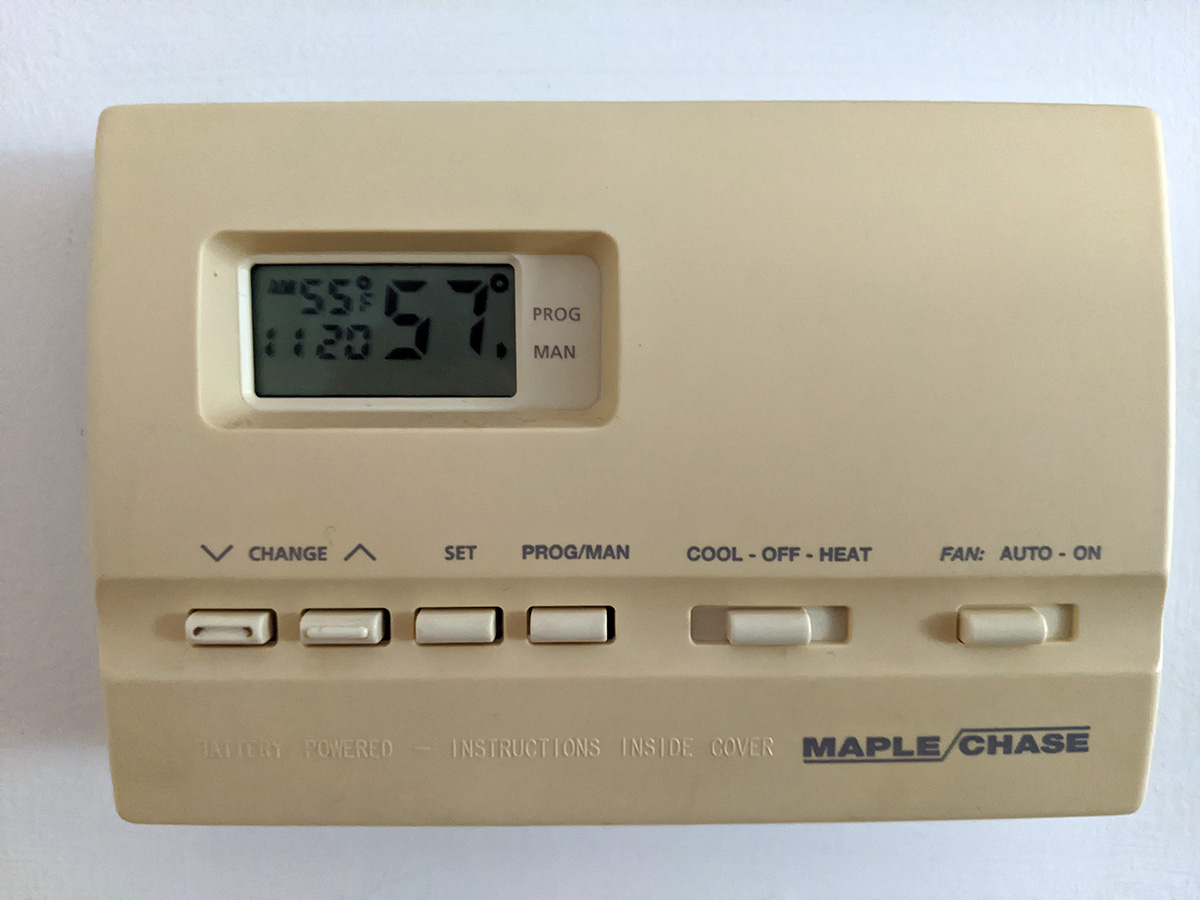 AM 55°F 57°
11 20
PROG
MAN
CHANGE SET PROG/MAN COOL - OFF - HEAT FAN: AUTO - ON
BATTERY POWERED – INSTRUCTIONS INSIDE COVER MAPLE/CHASE